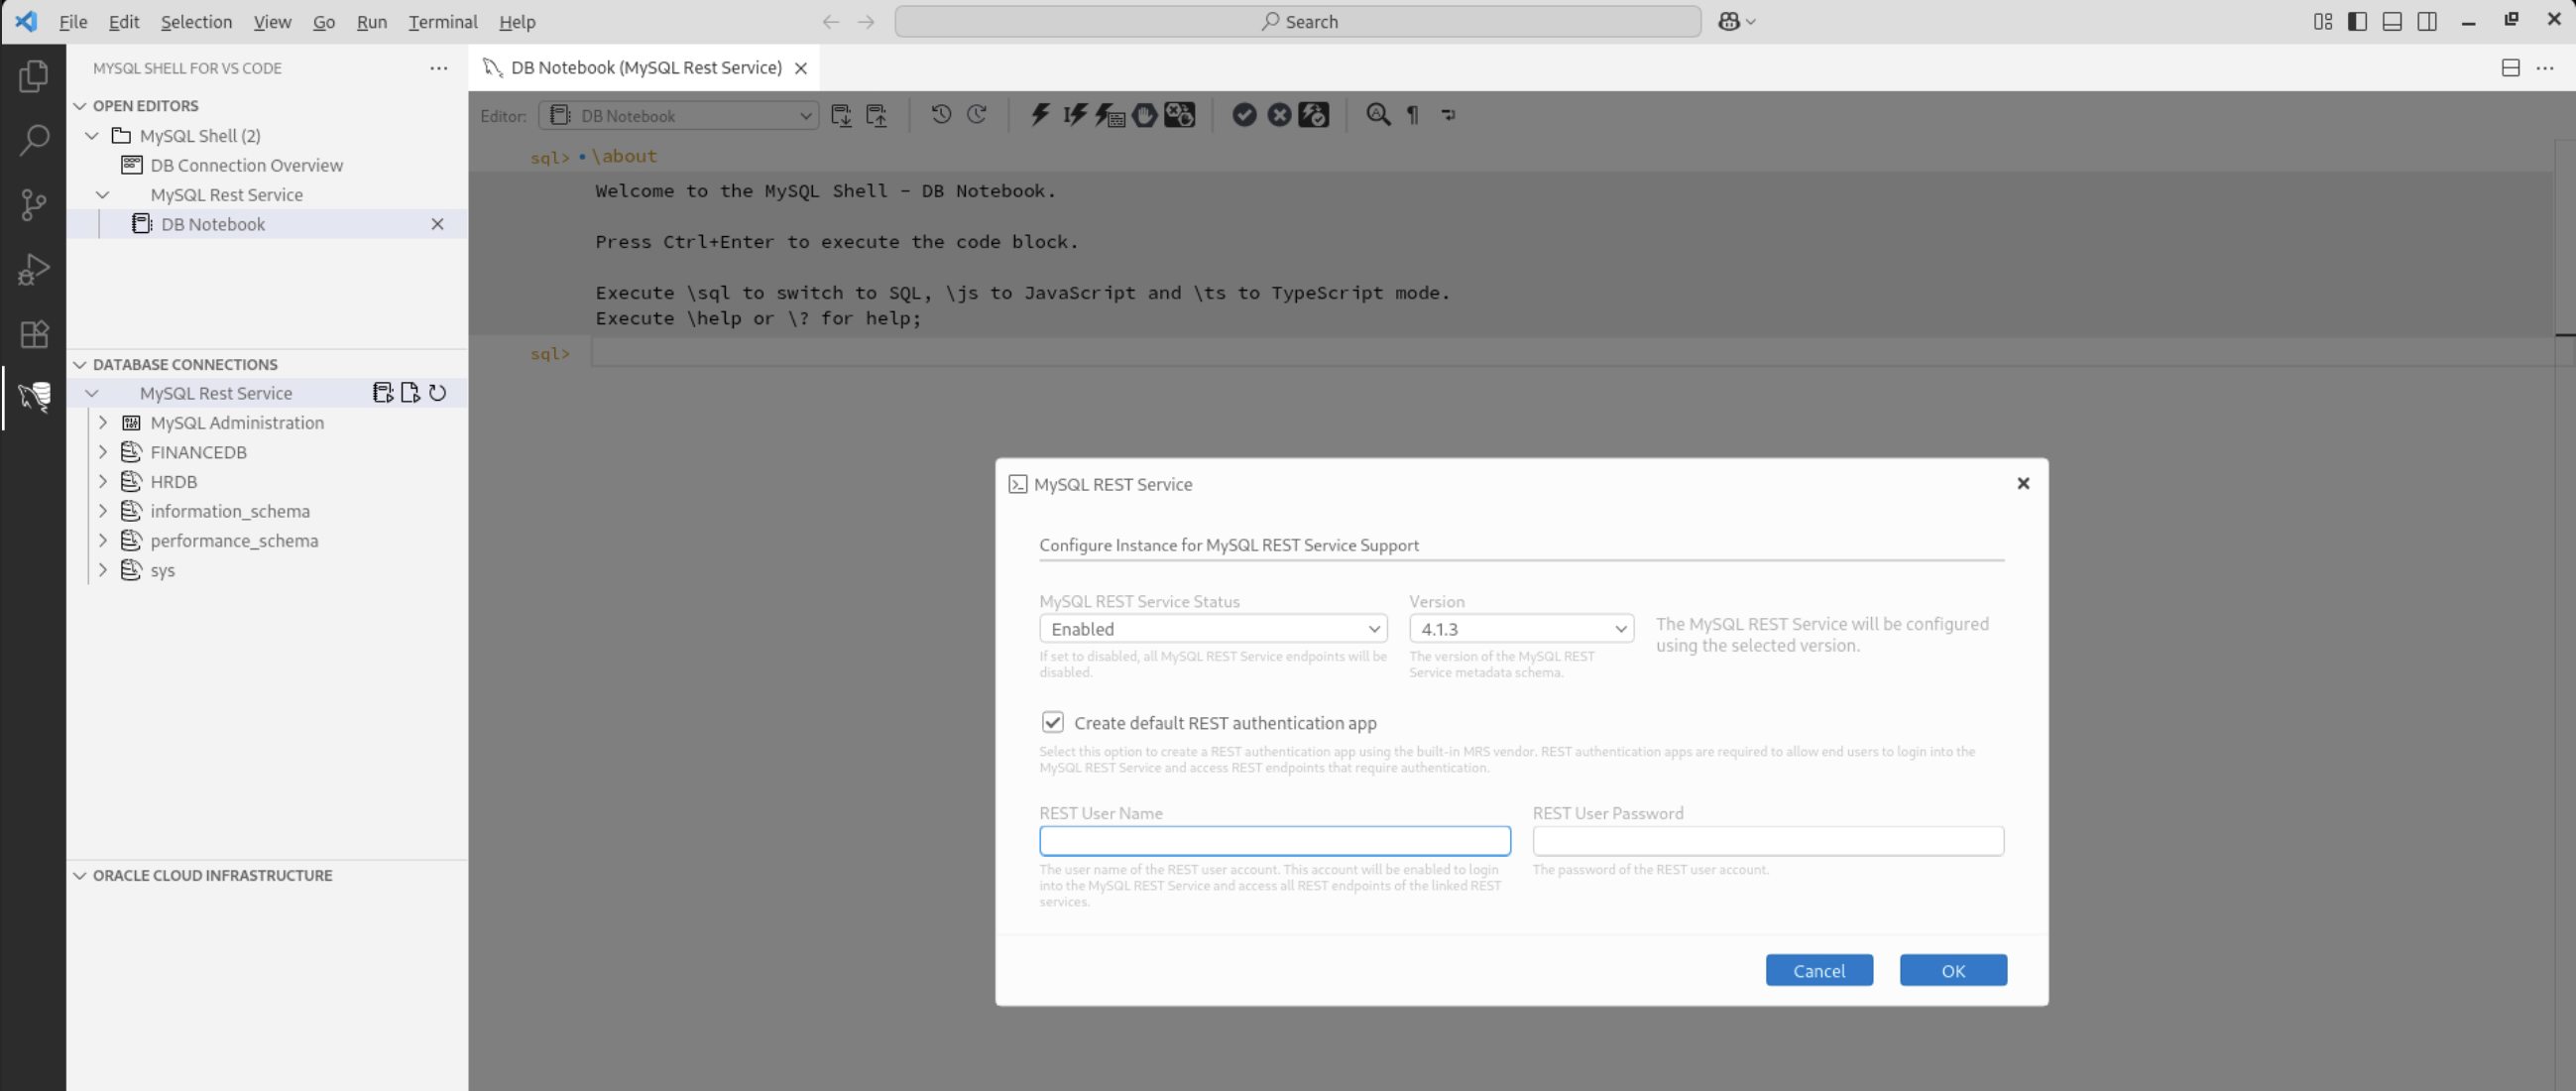 File Edit Selection View Go Run Terminal Help
Search
MYSQL SHELL FOR VS CODE
OPEN EDITORS
MySQL Shell (2)
DB Connection Overview
MySQL Rest Service
DB Notebook
DATABASE CONNECTIONS
MySQL Rest Service
MySQL Administration
FINANCEDB
HRDB
information_schema
performance_schema
sys
ORACLE CLOUD INFRASTRUCTURE
DB Notebook (MySQL Rest Service)
Editor: DB Notebook
sql> \about
Welcome to the MySQL Shell - DB Notebook.
Press Ctrl+Enter to execute the code block.
Execute \sql to switch to SQL, \js to JavaScript and \ts to TypeScript mode.
Execute \help or \? for help;
sql>
MySQL REST Service
Configure Instance for MySQL REST Service Support
MySQL REST Service Status
Enabled
If set to disabled, all MySQL REST Service endpoints will be
disabled.
Version
4.1.3
The version of the MySQL REST
Service metadata schema.
The MySQL REST Service will be configured
using the selected version.
Create default REST authentication app
Select this option to create a REST authentication app using the built-in MRS vendor. REST authentication apps are required to allow end users to login into the
MySQL REST Service and access REST endpoints that require authentication.
REST User Name
The user name of the REST user account. This account will be enabled to login
into the MySQL REST Service and access all REST endpoints of the linked REST
services.
REST User Password
The password of the REST user account.
Cancel
OK